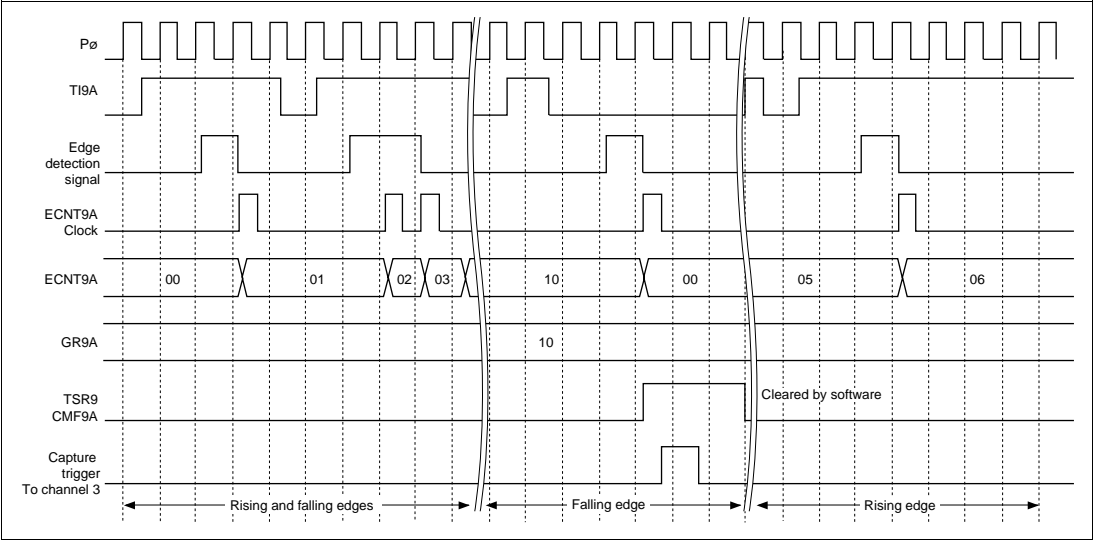 Pø
TI9A
Edge
detection
signal
ECNT9A
Clock
ECNT9A
00
01
02
03
10
00
05
06
GR9A
10
TSR9
CMF9A
Cleared by software
Capture
trigger
To channel 3
Rising and falling edges
Falling edge
Rising edge